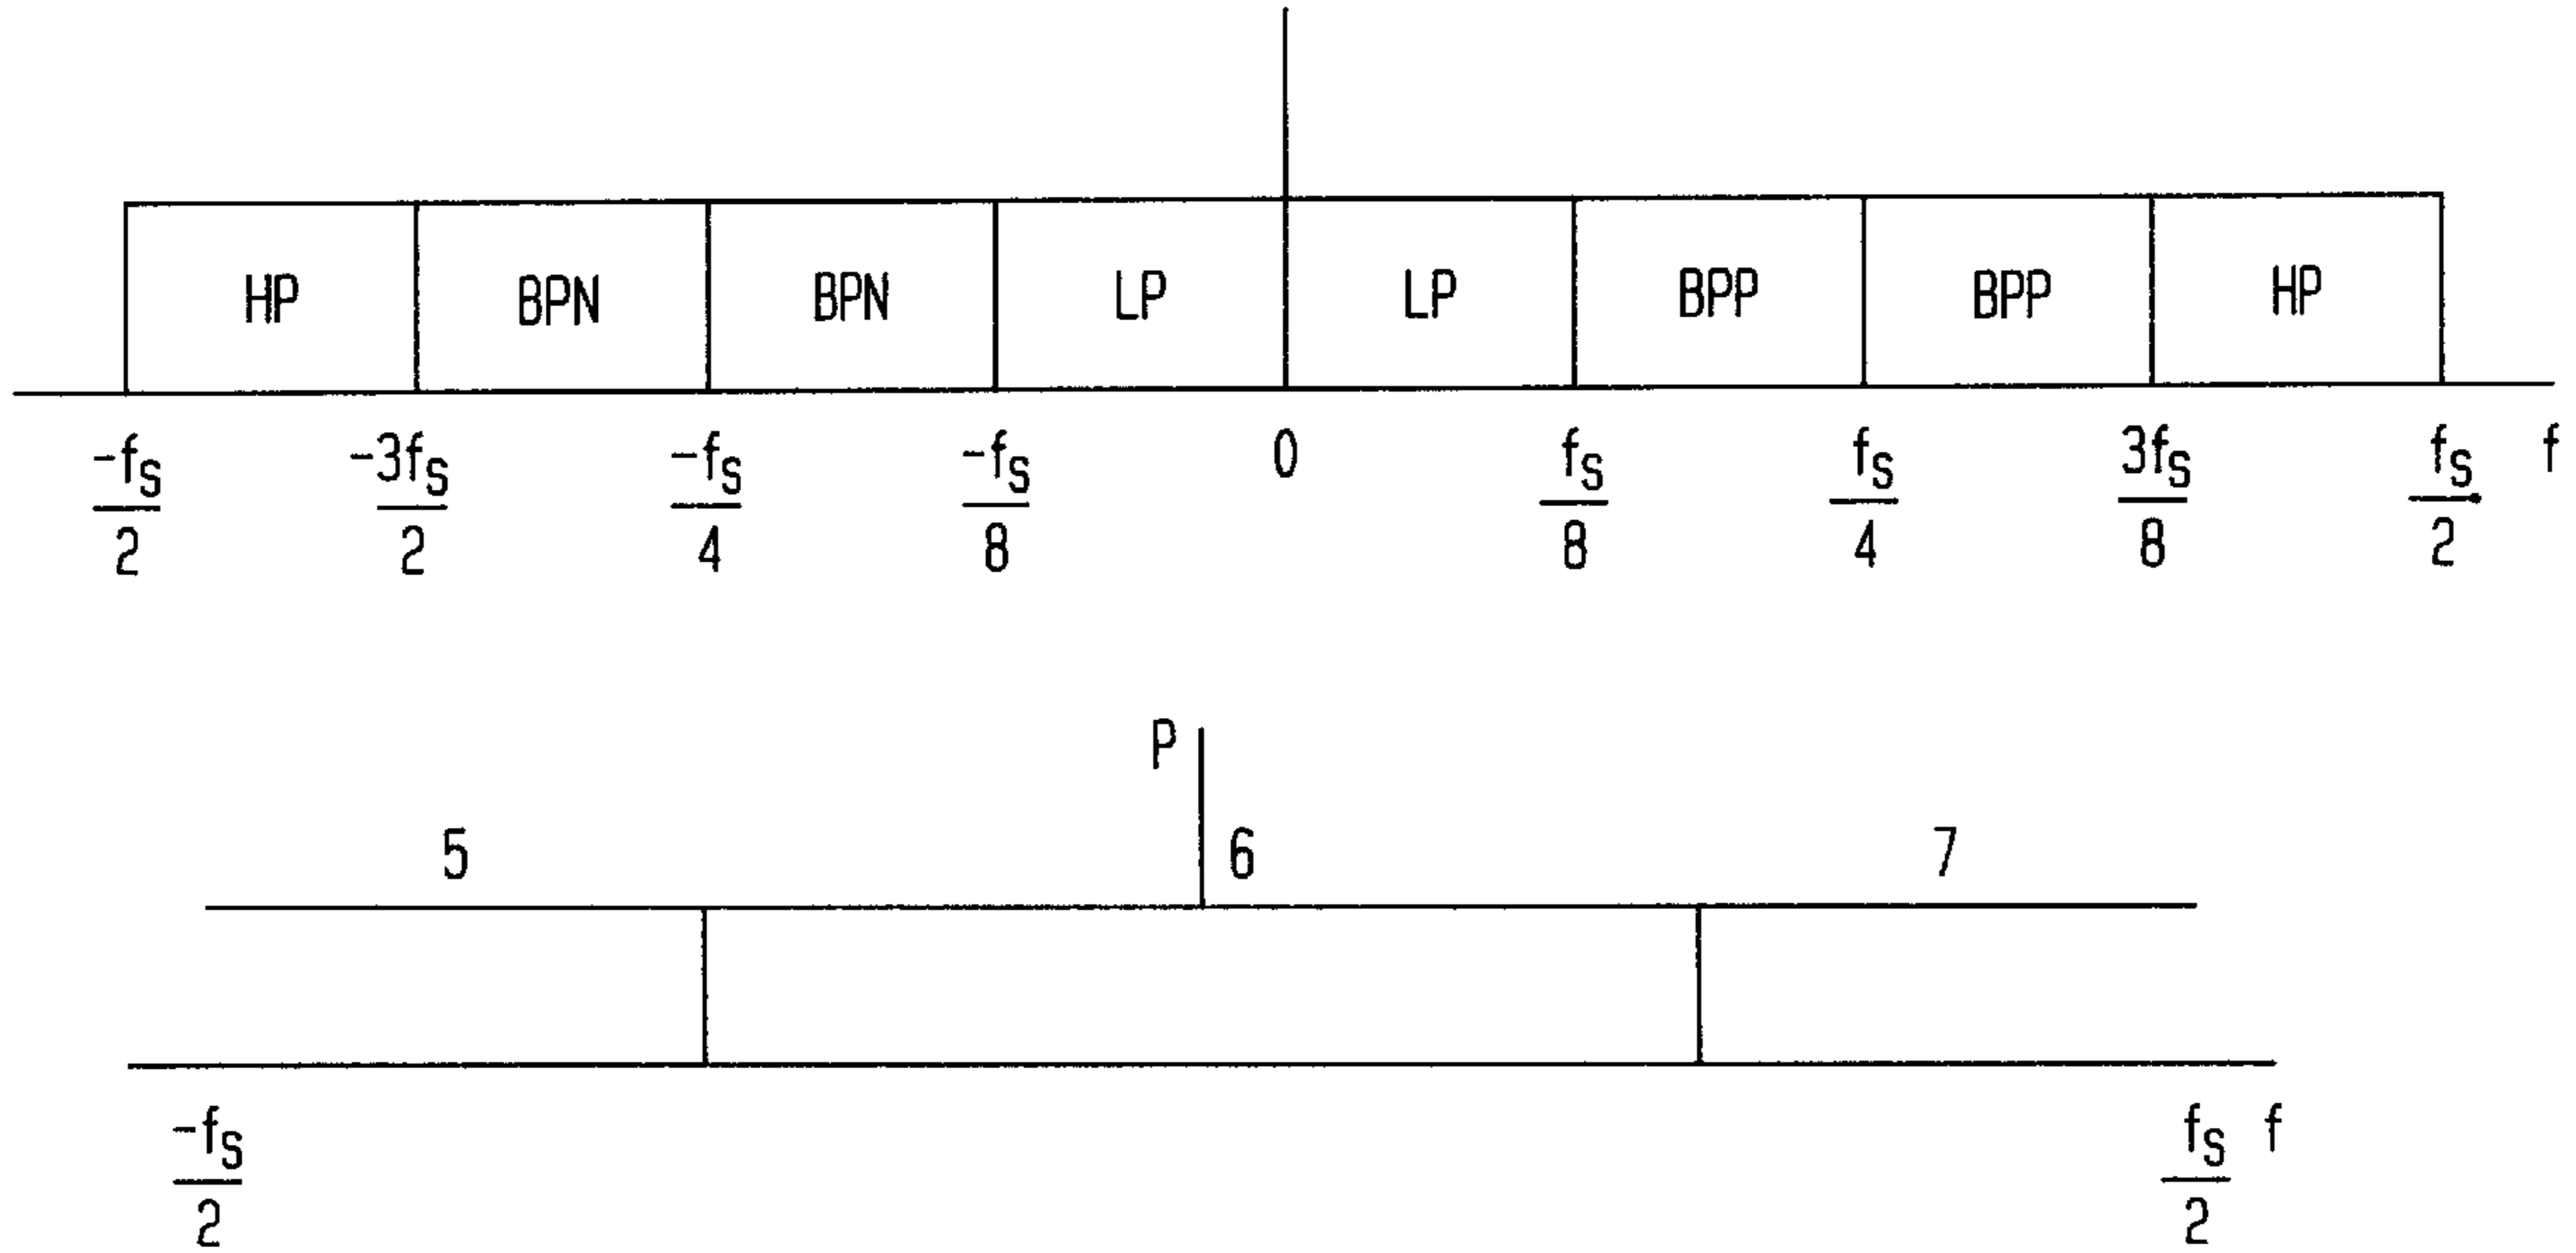 HP BPN BPN LP LP BPP BPP HP
-fS/2 -3fS/2 -fS/4 -fS/8 0 fS/8 fS/4 3fS/8 fS/2 f
P
5 6 7
-fS/2 fS/2 f